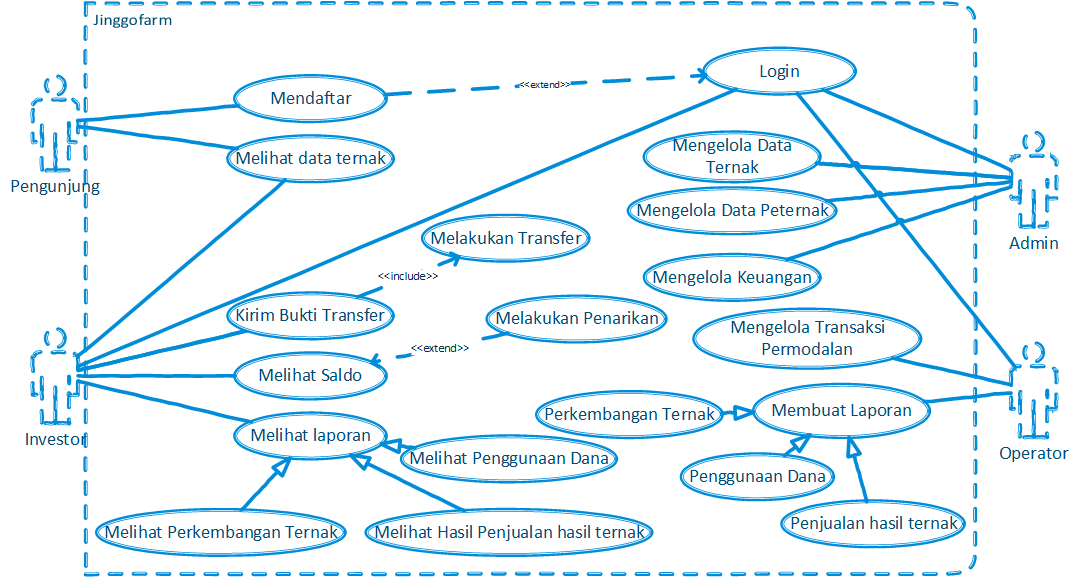 Jinggofarm
Login
<<extend>>
Mendaftar
Pengunjung
Melihat data ternak
Mengelola Data
Ternak
Mengelola Data Peternak
Admin
Melakukan Transfer
<<include>>
Mengelola Keuangan
Kirim Bukti Transfer
Melakukan Penarikan
Mengelola Transaksi
Permodalan
<<extend>>
Melihat Saldo
Investor
Melihat laporan
Perkembangan Ternak
Membuat Laporan
Operator
Melihat Penggunaan Dana
Penggunaan Dana
Melihat Perkembangan Ternak
Melihat Hasil Penjualan hasil ternak
Penjualan hasil ternak